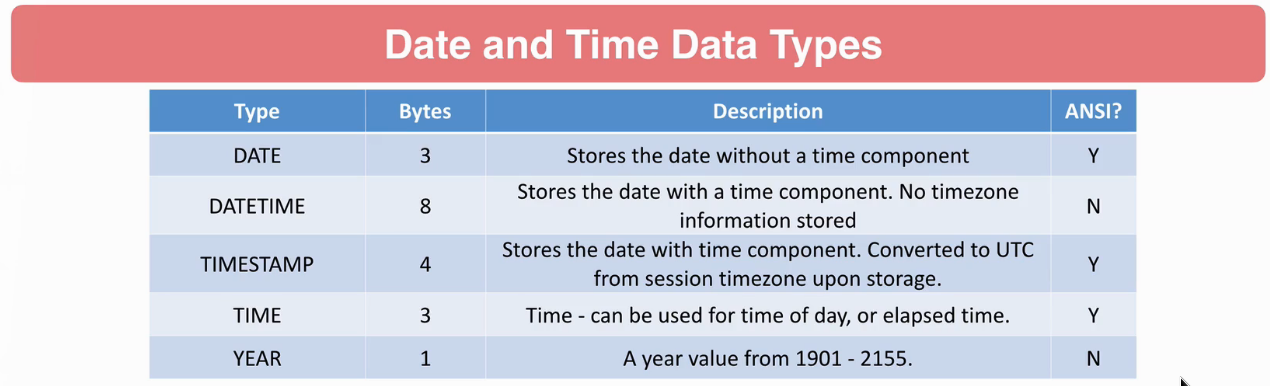 Date and Time Data Types
Type Bytes Description ANSI?
DATE 3 Stores the date without a time component Y
DATETIME 8 Stores the date with a time component. No timezone
information stored N
TIMESTAMP 4 Stores the date with time component. Converted to UTC
from session timezone upon storage. Y
TIME 3 Time - can be used for time of day, or elapsed time. Y
YEAR 1 A year value from 1901 - 2155. N